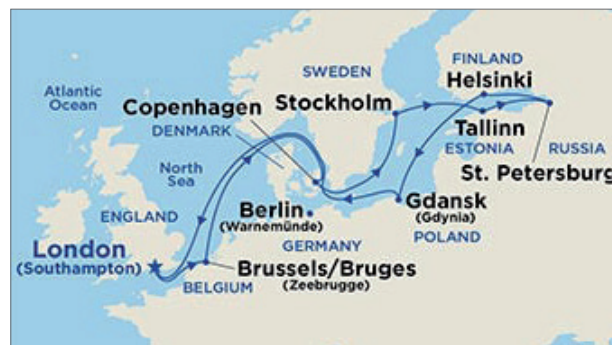 Atlantic
Ocean
SWEDEN
FINLAND
Helsinki
Copenhagen
Stockholm
DENMARK
Tallinn
ESTONIA
RUSSIA
North
Sea
St. Petersburg
ENGLAND
Berlin
(Warnemünde)
Gdansk
(Gdynia)
GERMANY
POLAND
London
(Southampton)
Brussels/Bruges
(Zeebrugge)
BELGIUM